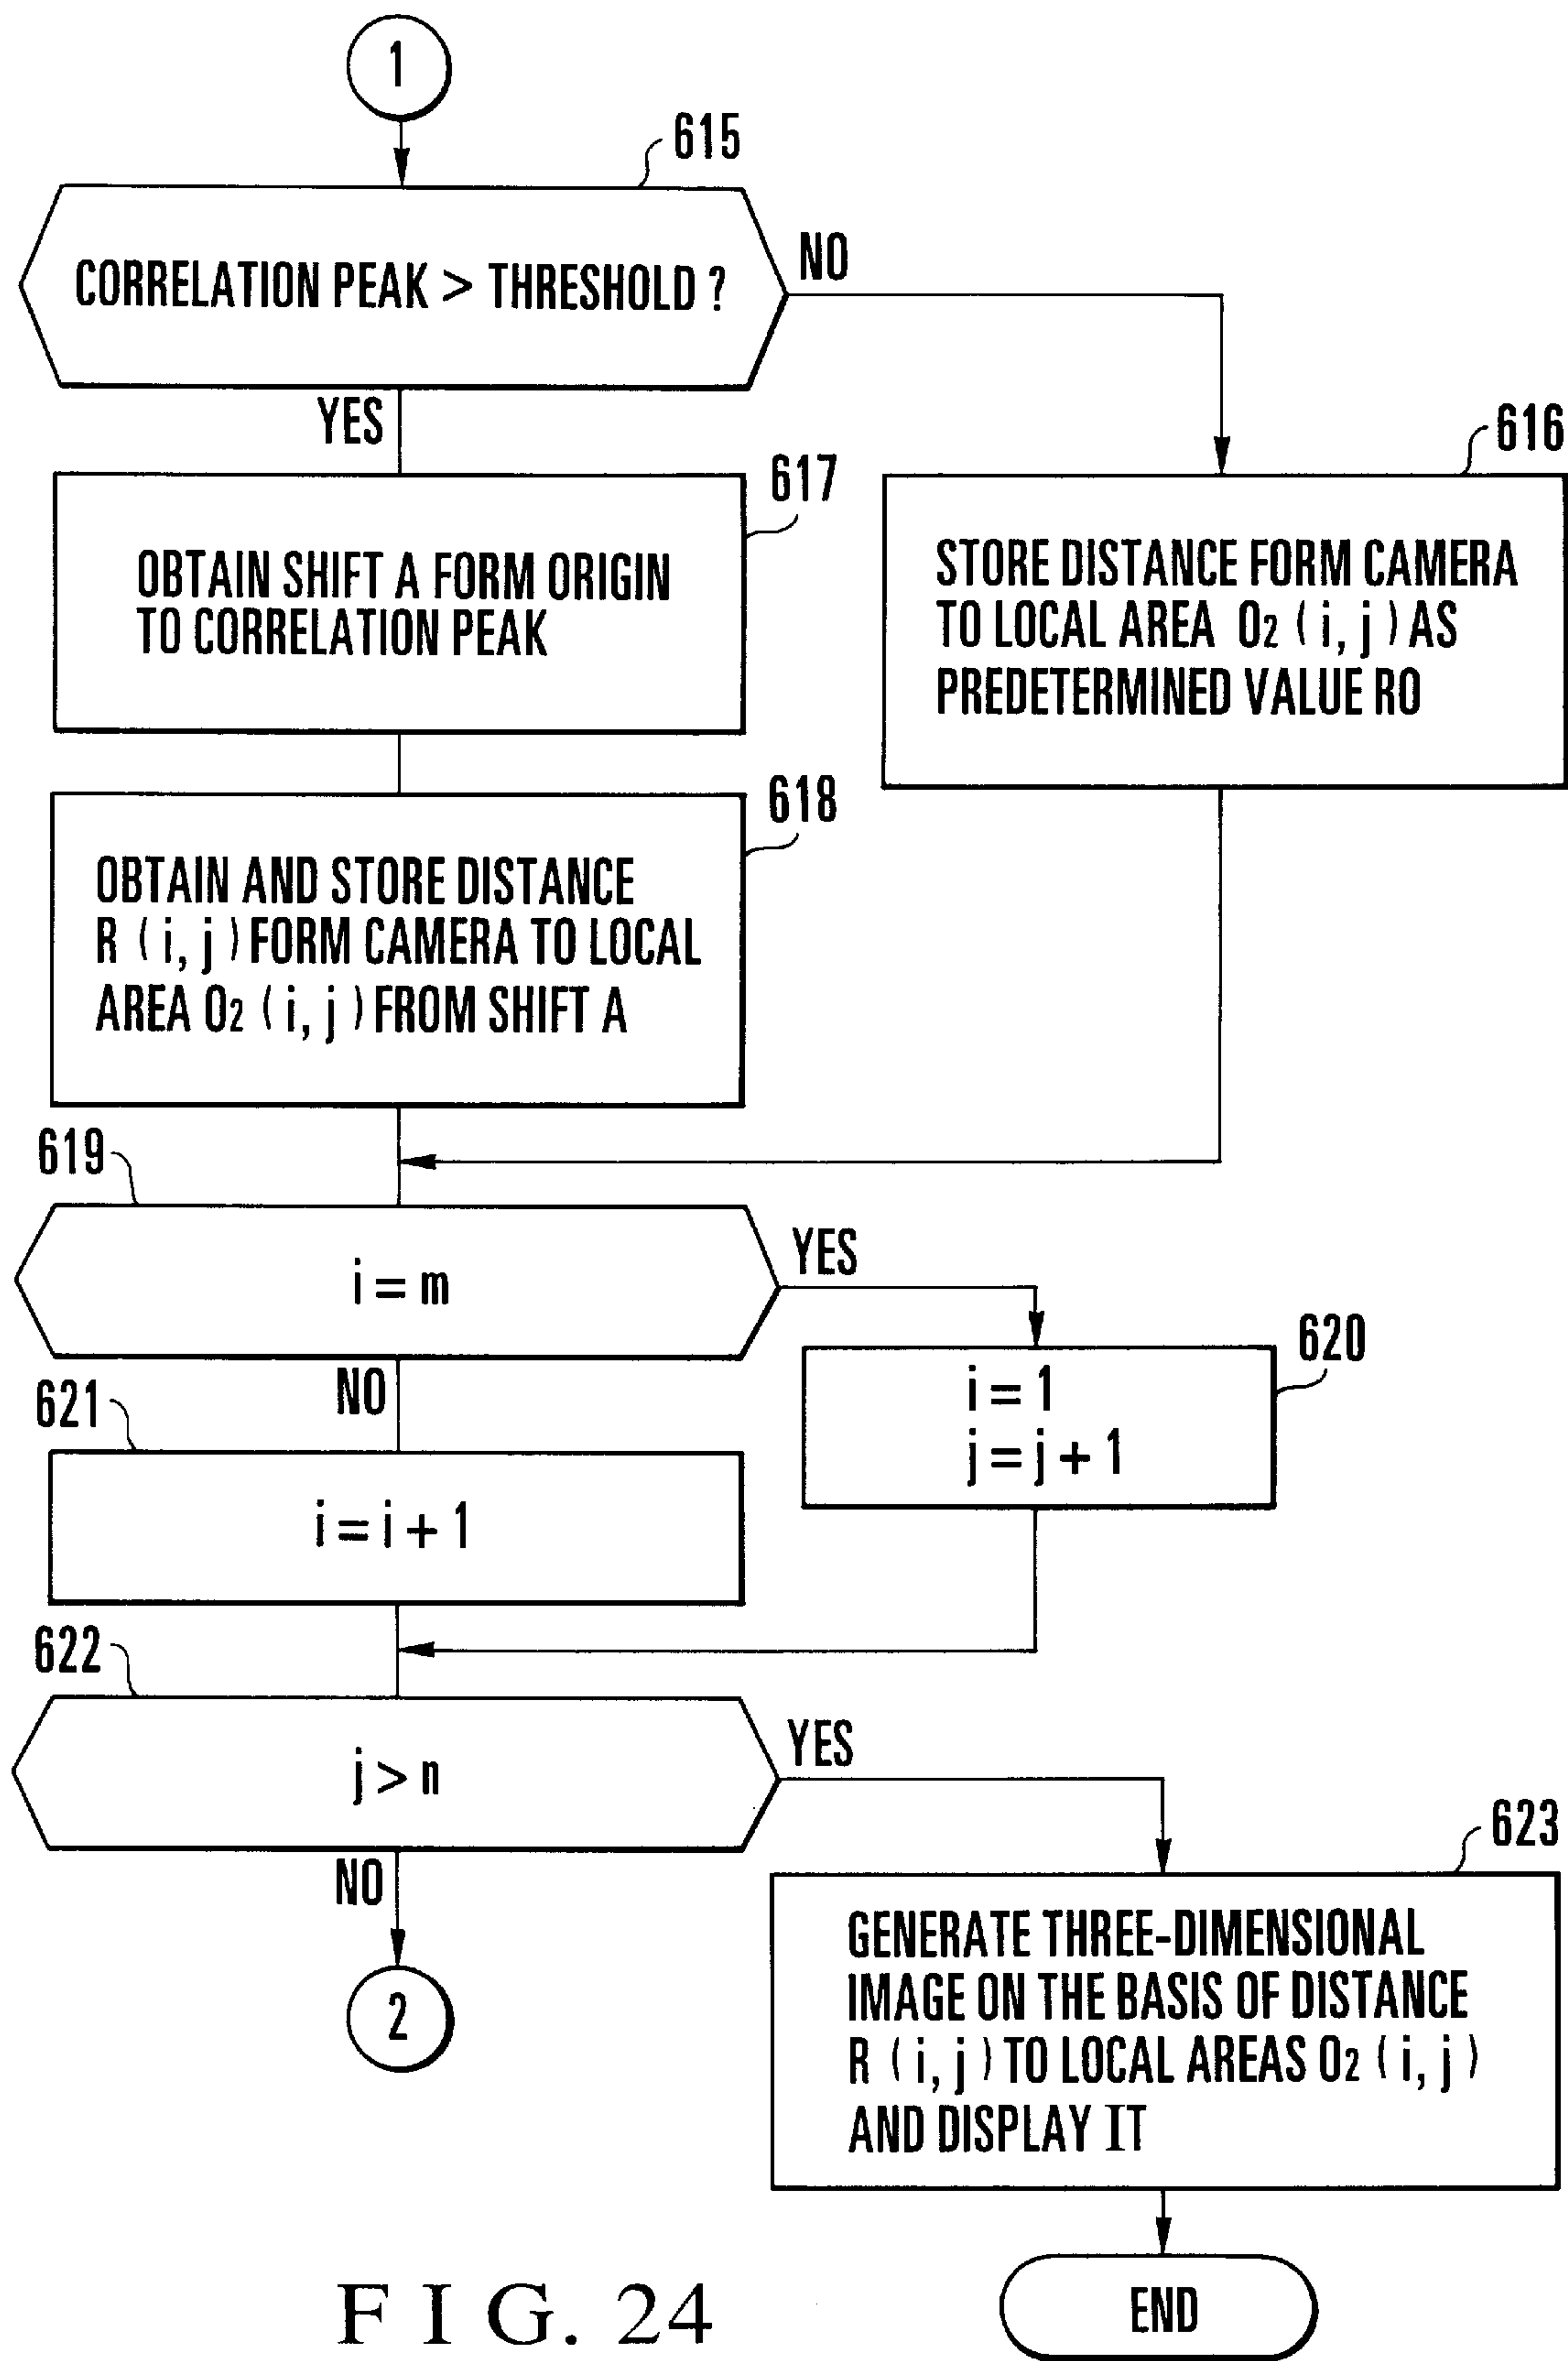 1
615
CORRELATION PEAK > THRESHOLD ?
NO
YES
616
617
STORE DISTANCE FORM CAMERA
TO LOCAL AREA O₂ (i, j) AS
PREDETERMINED VALUE RO
OBTAIN SHIFT A FORM ORIGIN
TO CORRELATION PEAK
618
OBTAIN AND STORE DISTANCE
R (i, j) FORM CAMERA TO LOCAL
AREA O₂ (i, j) FROM SHIFT A
619
i = m
YES
620
i = 1
j = j + 1
NO
621
i = i + 1
622
j > n
YES
623
NO
GENERATE THREE-DIMENSIONAL
IMAGE ON THE BASIS OF DISTANCE
R (i, j) TO LOCAL AREAS O₂ (i, j)
AND DISPLAY IT
2
END
FIG. 24